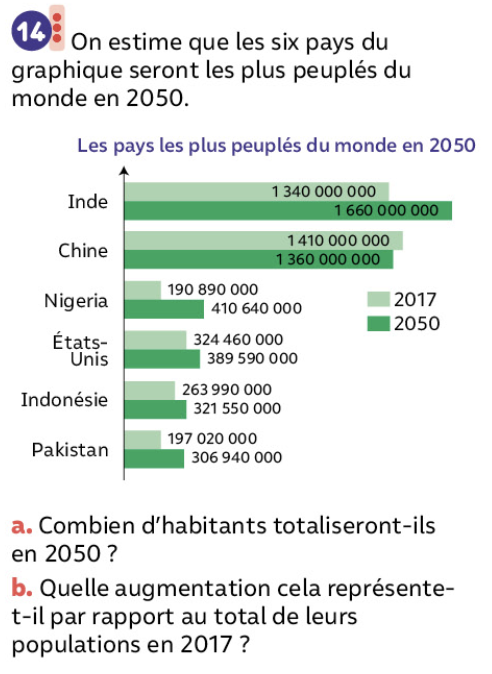 14 On estime que les six pays du
graphique seront les plus peuplés du
monde en 2050.
Les pays les plus peuplés du monde en 2050
Inde
1 340 000 000
1 660 000 000
Chine
1 410 000 000
1 360 000 000
Nigeria
190 890 000
410 640 000
2017
2050
États-
Unis
324 460 000
389 590 000
Indonésie
263 990 000
321 550 000
Pakistan
197 020 000
306 940 000
a. Combien d'habitants totaliseront-ils
en 2050 ?
b. Quelle augmentation cela représente-
t-il par rapport au total de leurs
populations en 2017 ?